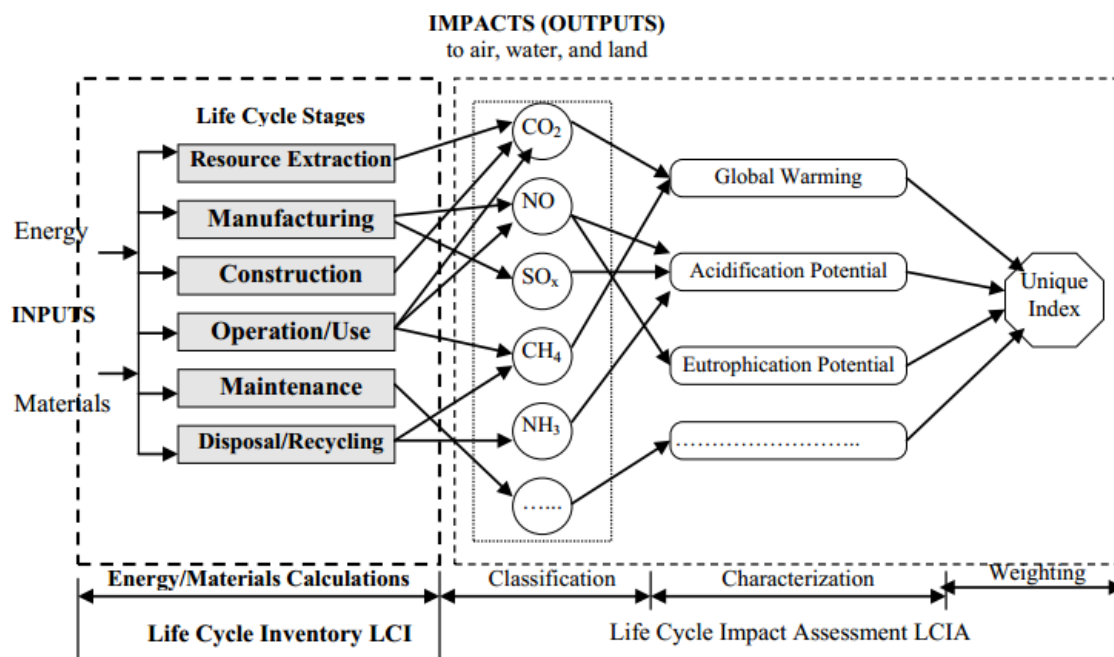 IMPACTS (OUTPUTS)
to air, water, and land
Life Cycle Stages
Resource Extraction
Manufacturing
Construction
Operation/Use
Maintenance
Disposal/Recycling
Energy
INPUTS
Materials
CO₂
NO
SOₓ
CH₄
NH₃
…...
Global Warming
Acidification Potential
Eutrophication Potential
……………………..
Unique
Index
Energy/Materials Calculations
Classification
Characterization
Weighting
Life Cycle Inventory LCI
Life Cycle Impact Assessment LCIA